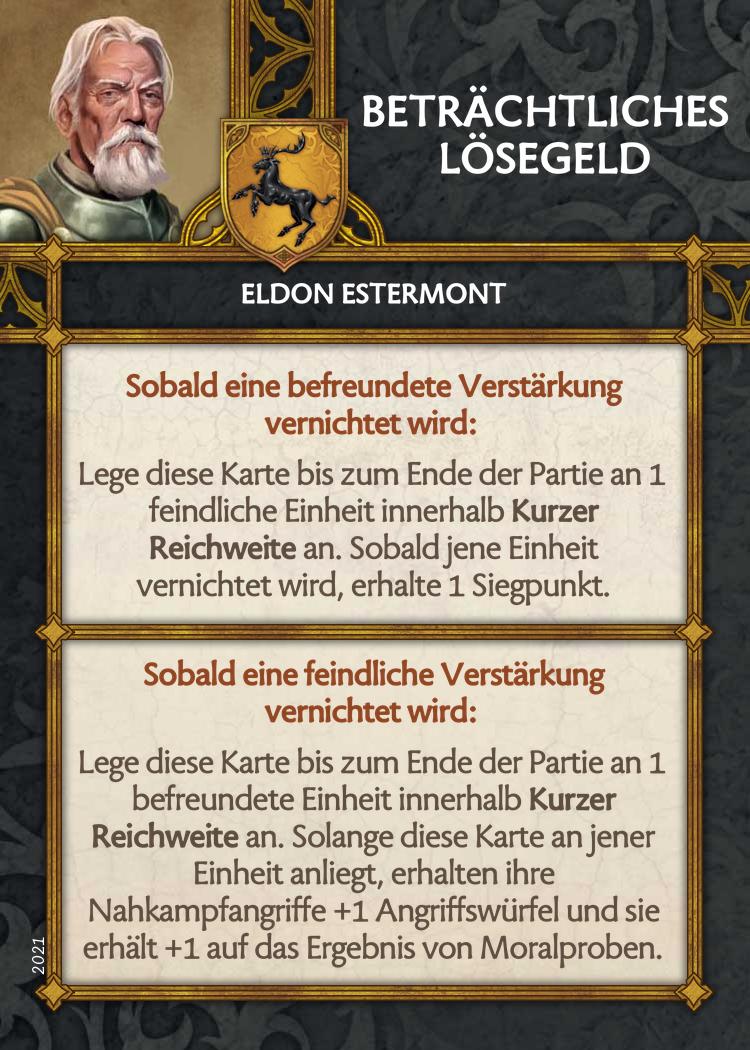 BETRÄCHTLICHES
LÖSEGELD
ELDON ESTERMONT
Sobald eine befreundete Verstärkung
vernichtet wird:
Lege diese Karte bis zum Ende der Partie an 1
feindliche Einheit innerhalb Kurzer
Reichweite an. Sobald jene Einheit
vernichtet wird, erhalte 1 Siegpunkt.
Sobald eine feindliche Verstärkung
vernichtet wird:
Lege diese Karte bis zum Ende der Partie an 1
befreundete Einheit innerhalb Kurzer
Reichweite an. Solange diese Karte an jener
Einheit anliegt, erhalten ihre
Nahkampfangriffe +1 Angriffswürfel und sie
erhält +1 auf das Ergebnis von Moralproben.
2021